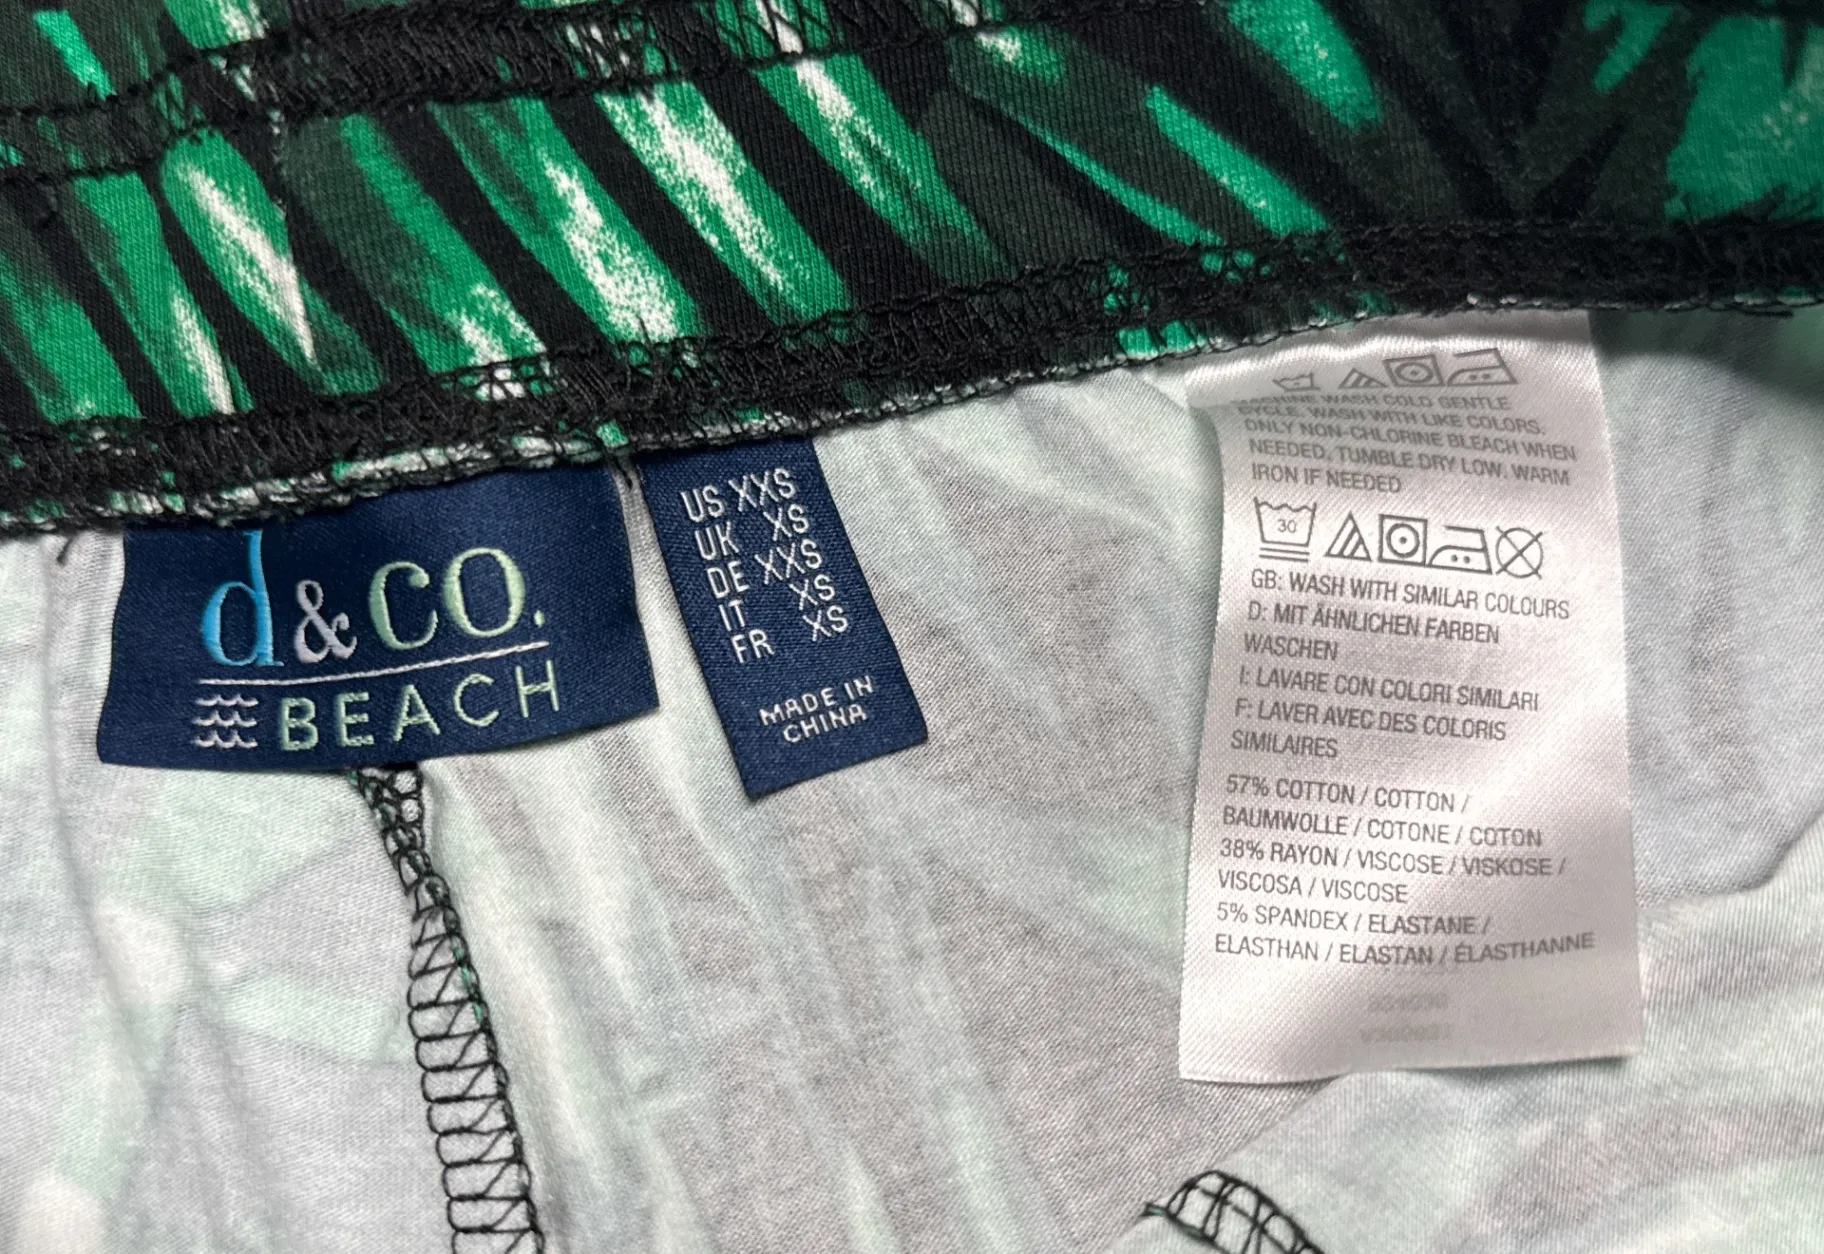 d&co.
BEACH
US XXS
UK XS
DE XXS
IT XS
FR XS
MADE IN
CHINA
MACHINE WASH COLD GENTLE
CYCLE. WASH WITH LIKE COLORS.
ONLY NON-CHLORINE BLEACH WHEN
NEEDED, TUMBLE DRY LOW. WARM
IRON IF NEEDED
30
GB: WASH WITH SIMILAR COLOURS
D: MIT ÄHNLICHEN FARBEN
WASCHEN
I: LAVARE CON COLORI SIMILARI
F: LAVER AVEC DES COLORIS
SIMILAIRES
57% COTTON / COTTON /
BAUMWOLLE / COTONE / COTON
38% RAYON / VISCOSE / VISKOSE /
VISCOSA / VISCOSE
5% SPANDEX / ELASTANE /
ELASTHAN / ELASTAN / ÉLASTHANNE